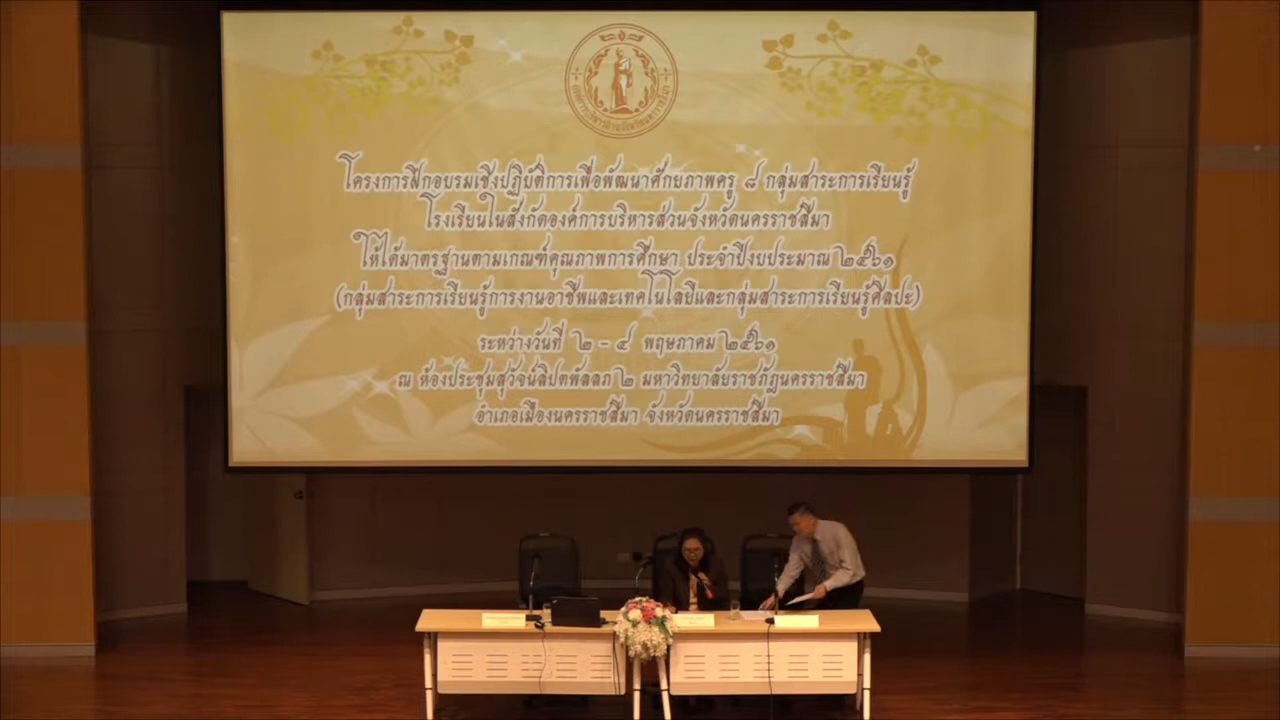 โครงการฝึกอบรมเชิงปฏิบัติการเพื่อพัฒนาศักยภาพครู ๘ กลุ่มสาระการเรียนรู้
โรงเรียนในสังกัดองค์การบริหารส่วนจังหวัดนครราชสีมา
ให้ได้มาตรฐานตามเกณฑ์คุณภาพการศึกษา ประจำปีงบประมาณ ๒๕๖๑
(กลุ่มสาระการเรียนรู้การงานอาชีพและเทคโนโลยีและกลุ่มสาระการเรียนรู้ศิลปะ)
ระหว่างวันที่ ๒ - ๔ พฤษภาคม ๒๕๖๑
ณ ห้องประชุมสุวัจน์ลิปตพัลลภ ๒ มหาวิทยาลัยราชภัฏนครราชสีมา
อำเภอเมืองนครราชสีมา จังหวัดนครราชสีมา